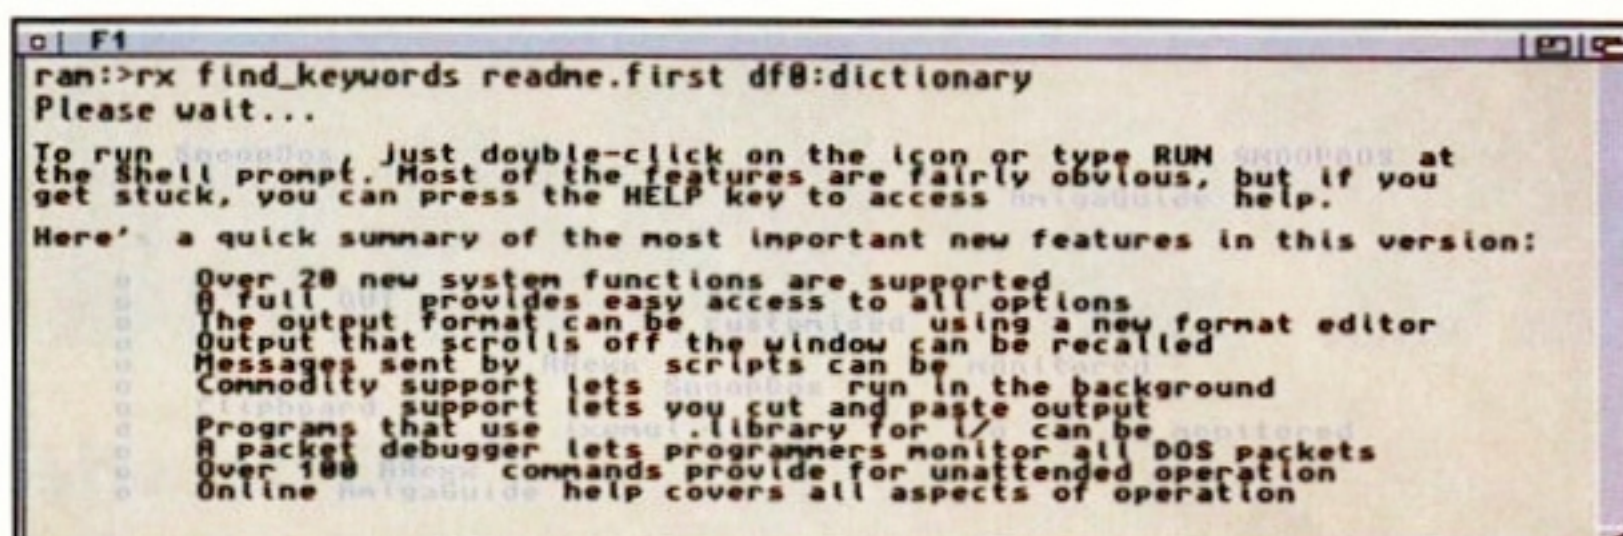 F1
ram:>rx find_keywords readme.first df0:dictionary
Please wait...
To run SnoopDos, just double-click on the icon or type RUN SNOOPDOS at
the Shell prompt. Most of the features are fairly obvious, but if you
get stuck, you can press the HELP key to access AmigaGuide help.
Here's a quick summary of the most important new features in this version:
o Over 20 new system functions are supported
o A full GUI provides easy access to all options
o The output format can be customised using a new format editor
o Output that scrolls off the window can be recalled
o Messages sent by ARexx scripts can be monitored
o Commodity support lets SnoopDos run in the background
o Clipboard support lets you cut and paste output
o Programs that use ixemul.library for i/o can be monitored
o A packet debugger lets programmers monitor all DOS packets
o Over 100 ARexx commands provide for unattended operation
o Online AmigaGuide help covers all aspects of operation